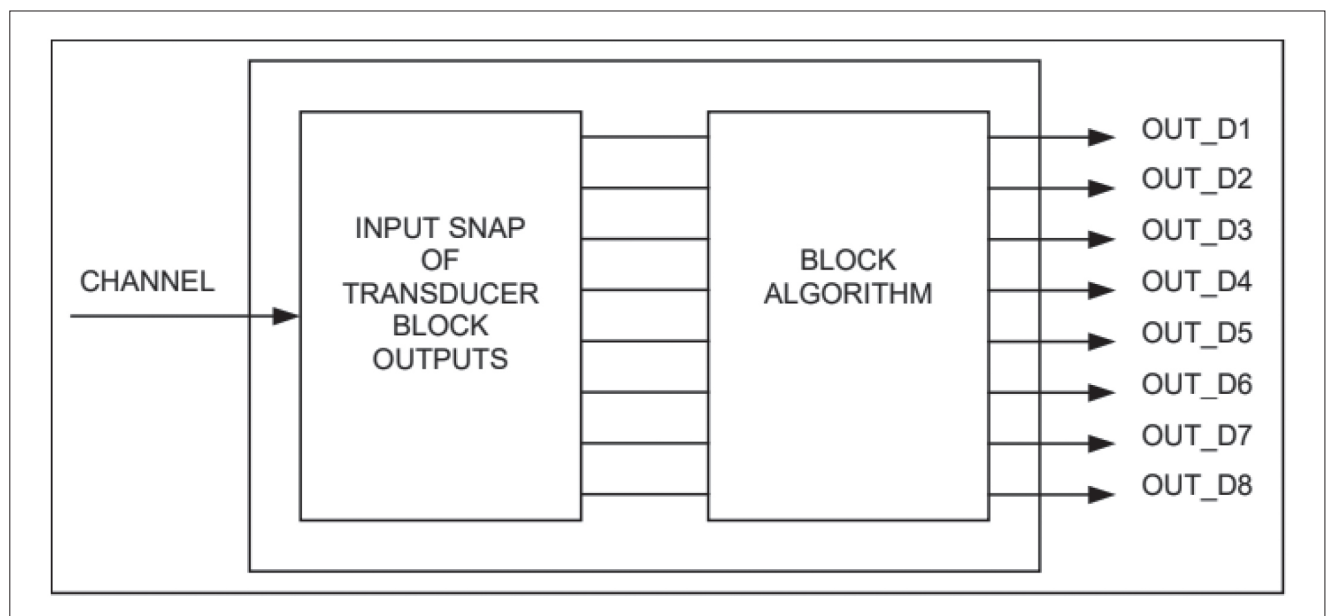 CHANNEL
INPUT SNAP
OF
TRANSDUCER
BLOCK
OUTPUTS
BLOCK
ALGORITHM
OUT_D1
OUT_D2
OUT_D3
OUT_D4
OUT_D5
OUT_D6
OUT_D7
OUT_D8